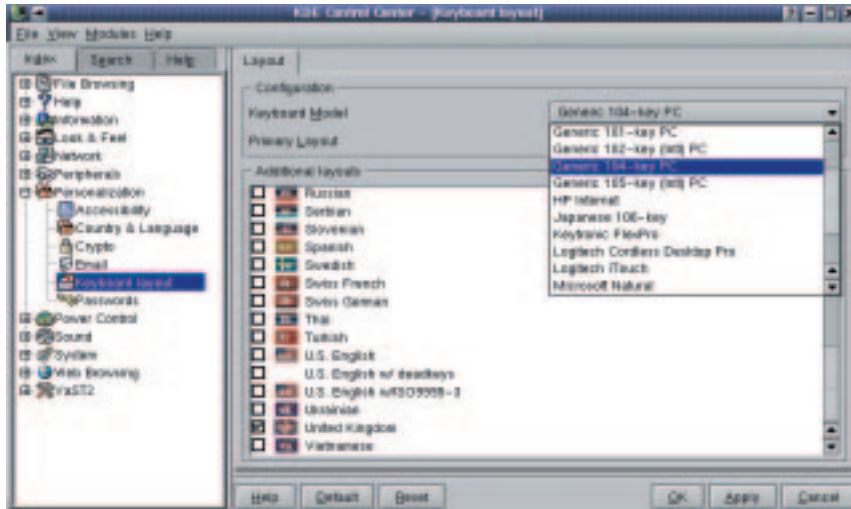 KDE Control Center - [Keyboard layout]
File View Modules Help
Index Search Help
File Browsing
Help
Information
Look & Feel
Network
Peripherals
Personalization
Accessibility
Country & Language
Crypto
Email
Keyboard layout
Passwords
Power Control
Sound
System
Web Browsing
YaST2
Layout
Configuration
Keyboard Model
Generic 104-key PC
Primary Layout
Generic 101-key PC
Generic 102-key (intl) PC
Generic 104-key PC
Generic 105-key (intl) PC
HP Internet
Japanese 106-key
Keytronic FlexPro
Logitech Cordless Desktop Pro
Logitech iTouch
Microsoft Natural
Additional layouts
Russian
Serbian
Slovenian
Spanish
Swedish
Swiss French
Swiss German
Thai
Turkish
U.S. English
U.S. English w/ deadkeys
U.S. English w/ISO9995-3
Ukrainian
United Kingdom
Vietnamese
Help Default Reset OK Apply Cancel